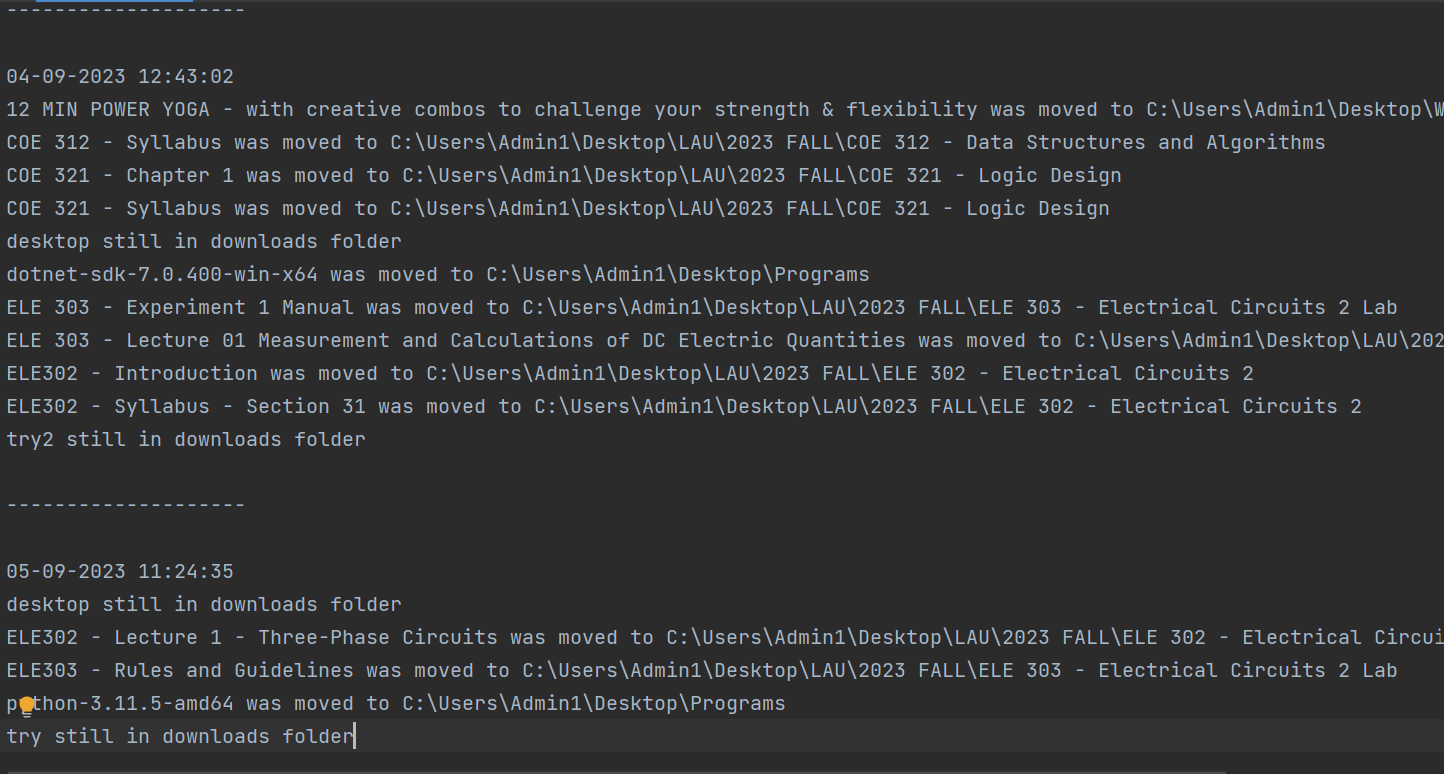 --------------------
04-09-2023 12:43:02
12 MIN POWER YOGA - with creative combos to challenge your strength & flexibility was moved to C:\Users\Admin1\Desktop\W
COE 312 - Syllabus was moved to C:\Users\Admin1\Desktop\LAU\2023 FALL\COE 312 - Data Structures and Algorithms
COE 321 - Chapter 1 was moved to C:\Users\Admin1\Desktop\LAU\2023 FALL\COE 321 - Logic Design
COE 321 - Syllabus was moved to C:\Users\Admin1\Desktop\LAU\2023 FALL\COE 321 - Logic Design
desktop still in downloads folder
dotnet-sdk-7.0.400-win-x64 was moved to C:\Users\Admin1\Desktop\Programs
ELE 303 - Experiment 1 Manual was moved to C:\Users\Admin1\Desktop\LAU\2023 FALL\ELE 303 - Electrical Circuits 2 Lab
ELE 303 - Lecture 01 Measurement and Calculations of DC Electric Quantities was moved to C:\Users\Admin1\Desktop\LAU\202
ELE302 - Introduction was moved to C:\Users\Admin1\Desktop\LAU\2023 FALL\ELE 302 - Electrical Circuits 2
ELE302 - Syllabus - Section 31 was moved to C:\Users\Admin1\Desktop\LAU\2023 FALL\ELE 302 - Electrical Circuits 2
try2 still in downloads folder
--------------------
05-09-2023 11:24:35
desktop still in downloads folder
ELE302 - Lecture 1 - Three-Phase Circuits was moved to C:\Users\Admin1\Desktop\LAU\2023 FALL\ELE 302 - Electrical Circui
ELE303 - Rules and Guidelines was moved to C:\Users\Admin1\Desktop\LAU\2023 FALL\ELE 303 - Electrical Circuits 2 Lab
python-3.11.5-amd64 was moved to C:\Users\Admin1\Desktop\Programs
try still in downloads folder